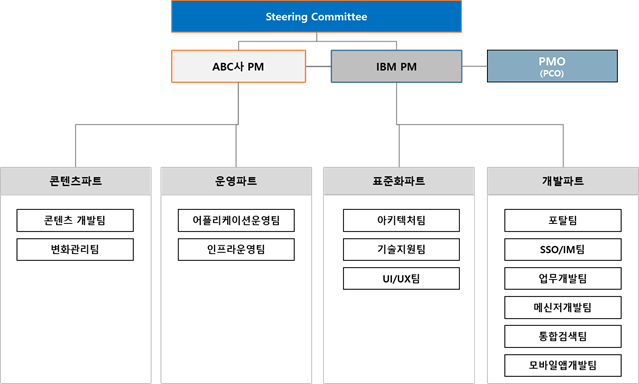 Steering Committee
ABC사 PM
IBM PM
PMO
(PCO)
콘텐츠파트
운영파트
표준화파트
개발파트
콘텐츠 개발팀
변화관리팀
어플리케이션운영팀
인프라운영팀
아키텍처팀
기술지원팀
UI/UX팀
포탈팀
SSO/IM팀
업무개발팀
메신저개발팀
통합검색팀
모바일앱개발팀